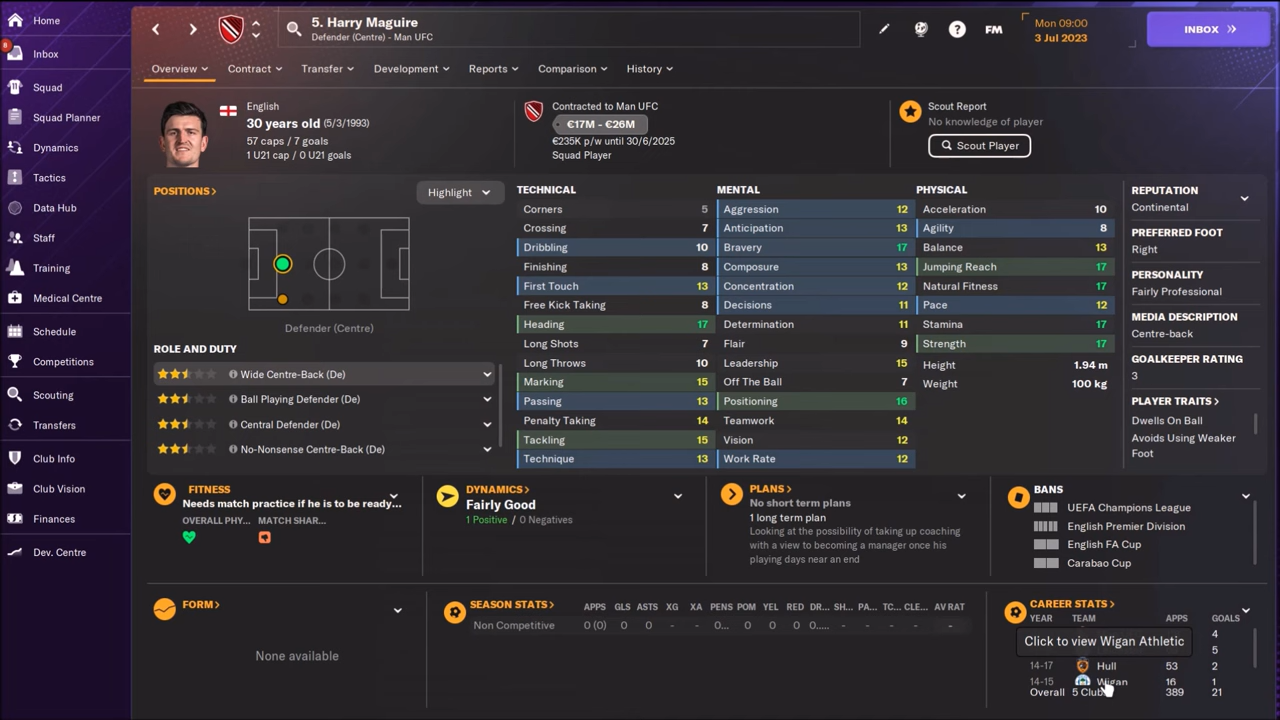 Home
8
Inbox
Squad
Squad Planner
Dynamics
Tactics
Data Hub
Staff
Training
Medical Centre
Schedule
Competitions
Scouting
Transfers
Club Info
Club Vision
Finances
Dev. Centre
5. Harry Maguire
Defender (Centre) - Man UFC
?
FM
Mon 09:00
3 Jul 2023
INBOX
Overview
Contract
Transfer
Development
Reports
Comparison
History
English
30 years old (5/3/1993)
57 caps / 7 goals
1 U21 cap / 0 U21 goals
Contracted to Man UFC
€17M - €26M
€235K p/w until 30/6/2025
Squad Player
Scout Report
No knowledge of player
Scout Player
POSITIONS
Highlight
Defender (Centre)
ROLE AND DUTY
Wide Centre-Back (De)
Ball Playing Defender (De)
Central Defender (De)
No-Nonsense Centre-Back (De)
TECHNICAL
Corners 5
Crossing 7
Dribbling 10
Finishing 8
First Touch 13
Free Kick Taking 8
Heading 17
Long Shots 7
Long Throws 10
Marking 15
Passing 13
Penalty Taking 14
Tackling 15
Technique 13
MENTAL
Aggression 12
Anticipation 13
Bravery 17
Composure 13
Concentration 12
Decisions 11
Determination 11
Flair 9
Leadership 15
Off The Ball 7
Positioning 16
Teamwork 14
Vision 12
Work Rate 12
PHYSICAL
Acceleration 10
Agility 8
Balance 13
Jumping Reach 17
Natural Fitness 17
Pace 12
Stamina 17
Strength 17
Height 1.94 m
Weight 100 kg
REPUTATION
Continental
PREFERRED FOOT
Right
PERSONALITY
Fairly Professional
MEDIA DESCRIPTION
Centre-back
GOALKEEPER RATING
3
PLAYER TRAITS
Dwells On Ball
Avoids Using Weaker
Foot
FITNESS
Needs match practice if he is to be ready...
OVERALL PHY... MATCH SHAR...
DYNAMICS
Fairly Good
1 Positive / 0 Negatives
PLANS
No short term plans
1 long term plan
Looking at the possibility of taking up coaching
with a view to becoming a manager once his
playing days near an end
BANS
UEFA Champions League
English Premier Division
English FA Cup
Carabao Cup
FORM
None available
SEASON STATS APPS GLS ASTS XG XA PENS POM YEL RED DR... SH... PA... TC... CLE... AV RAT
Non Competitive 0 (0) 0 0 - - 0... 0 0 0 0.... - - - - -
CAREER STATS
YEAR TEAM APPS GOALS
4
Click to view Wigan Athletic
5
14-17 Hull 53 2
14-15 Wigan 16 1
Overall 5 Club 389 21